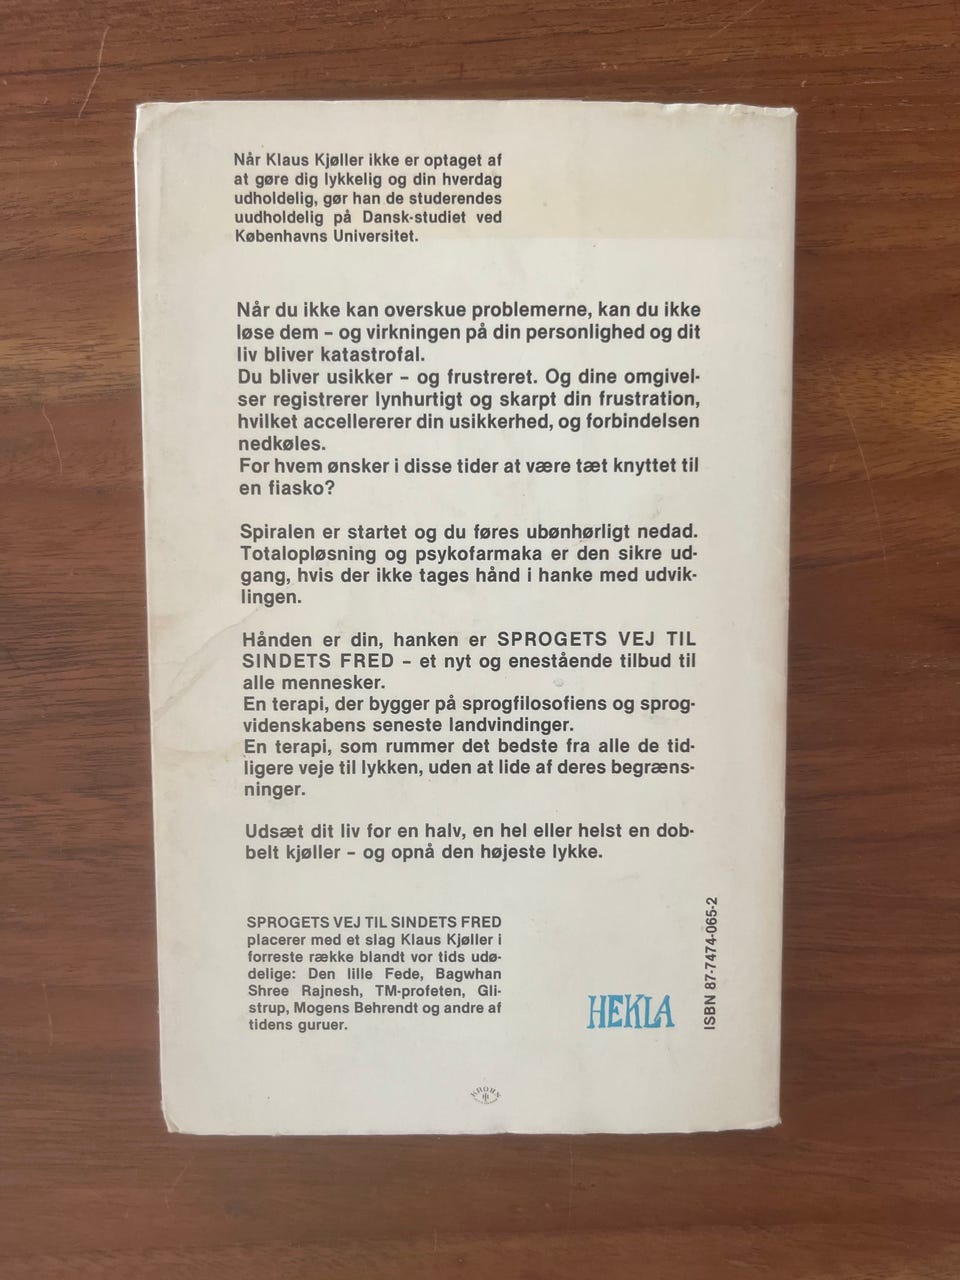 Når Klaus Kjøller ikke er optaget af
at gøre dig lykkelig og din hverdag
udholdelig, gør han de studerendes
uudholdelig på Dansk-studiet ved
Københavns Universitet.
Når du ikke kan overskue problemerne, kan du ikke
løse dem – og virkningen på din personlighed og dit
liv bliver katastrofal.
Du bliver usikker – og frustreret. Og dine omgivel-
ser registrerer lynhurtigt og skarpt din frustration,
hvilket accellererer din usikkerhed, og forbindelsen
nedkøles.
For hvem ønsker i disse tider at være tæt knyttet til
en fiasko?
Spiralen er startet og du føres ubønhørligt nedad.
Totalopløsning og psykofarmaka er den sikre ud-
gang, hvis der ikke tages hånd i hanke med udvik-
lingen.
Hånden er din, hanken er SPROGETS VEJ TIL
SINDETS FRED – et nyt og enestående tilbud til
alle mennesker.
En terapi, der bygger på sprogfilosofiens og sprog-
videnskabens seneste landvindinger.
En terapi, som rummer det bedste fra alle de tid-
ligere veje til lykken, uden at lide af deres begræns-
ninger.
Udsæt dit liv for en halv, en hel eller helst en dob-
belt kjøller – og opnå den højeste lykke.
SPROGETS VEJ TIL SINDETS FRED
placerer med et slag Klaus Kjøller i
forreste række blandt vor tids udø-
delige: Den lille Fede, Bagwhan
Shree Rajnesh, TM-profeten, Gli-
strup, Mogens Behrendt og andre af
tidens guruer.
HEKLA
ISBN 87-7474-065-2
KROHN